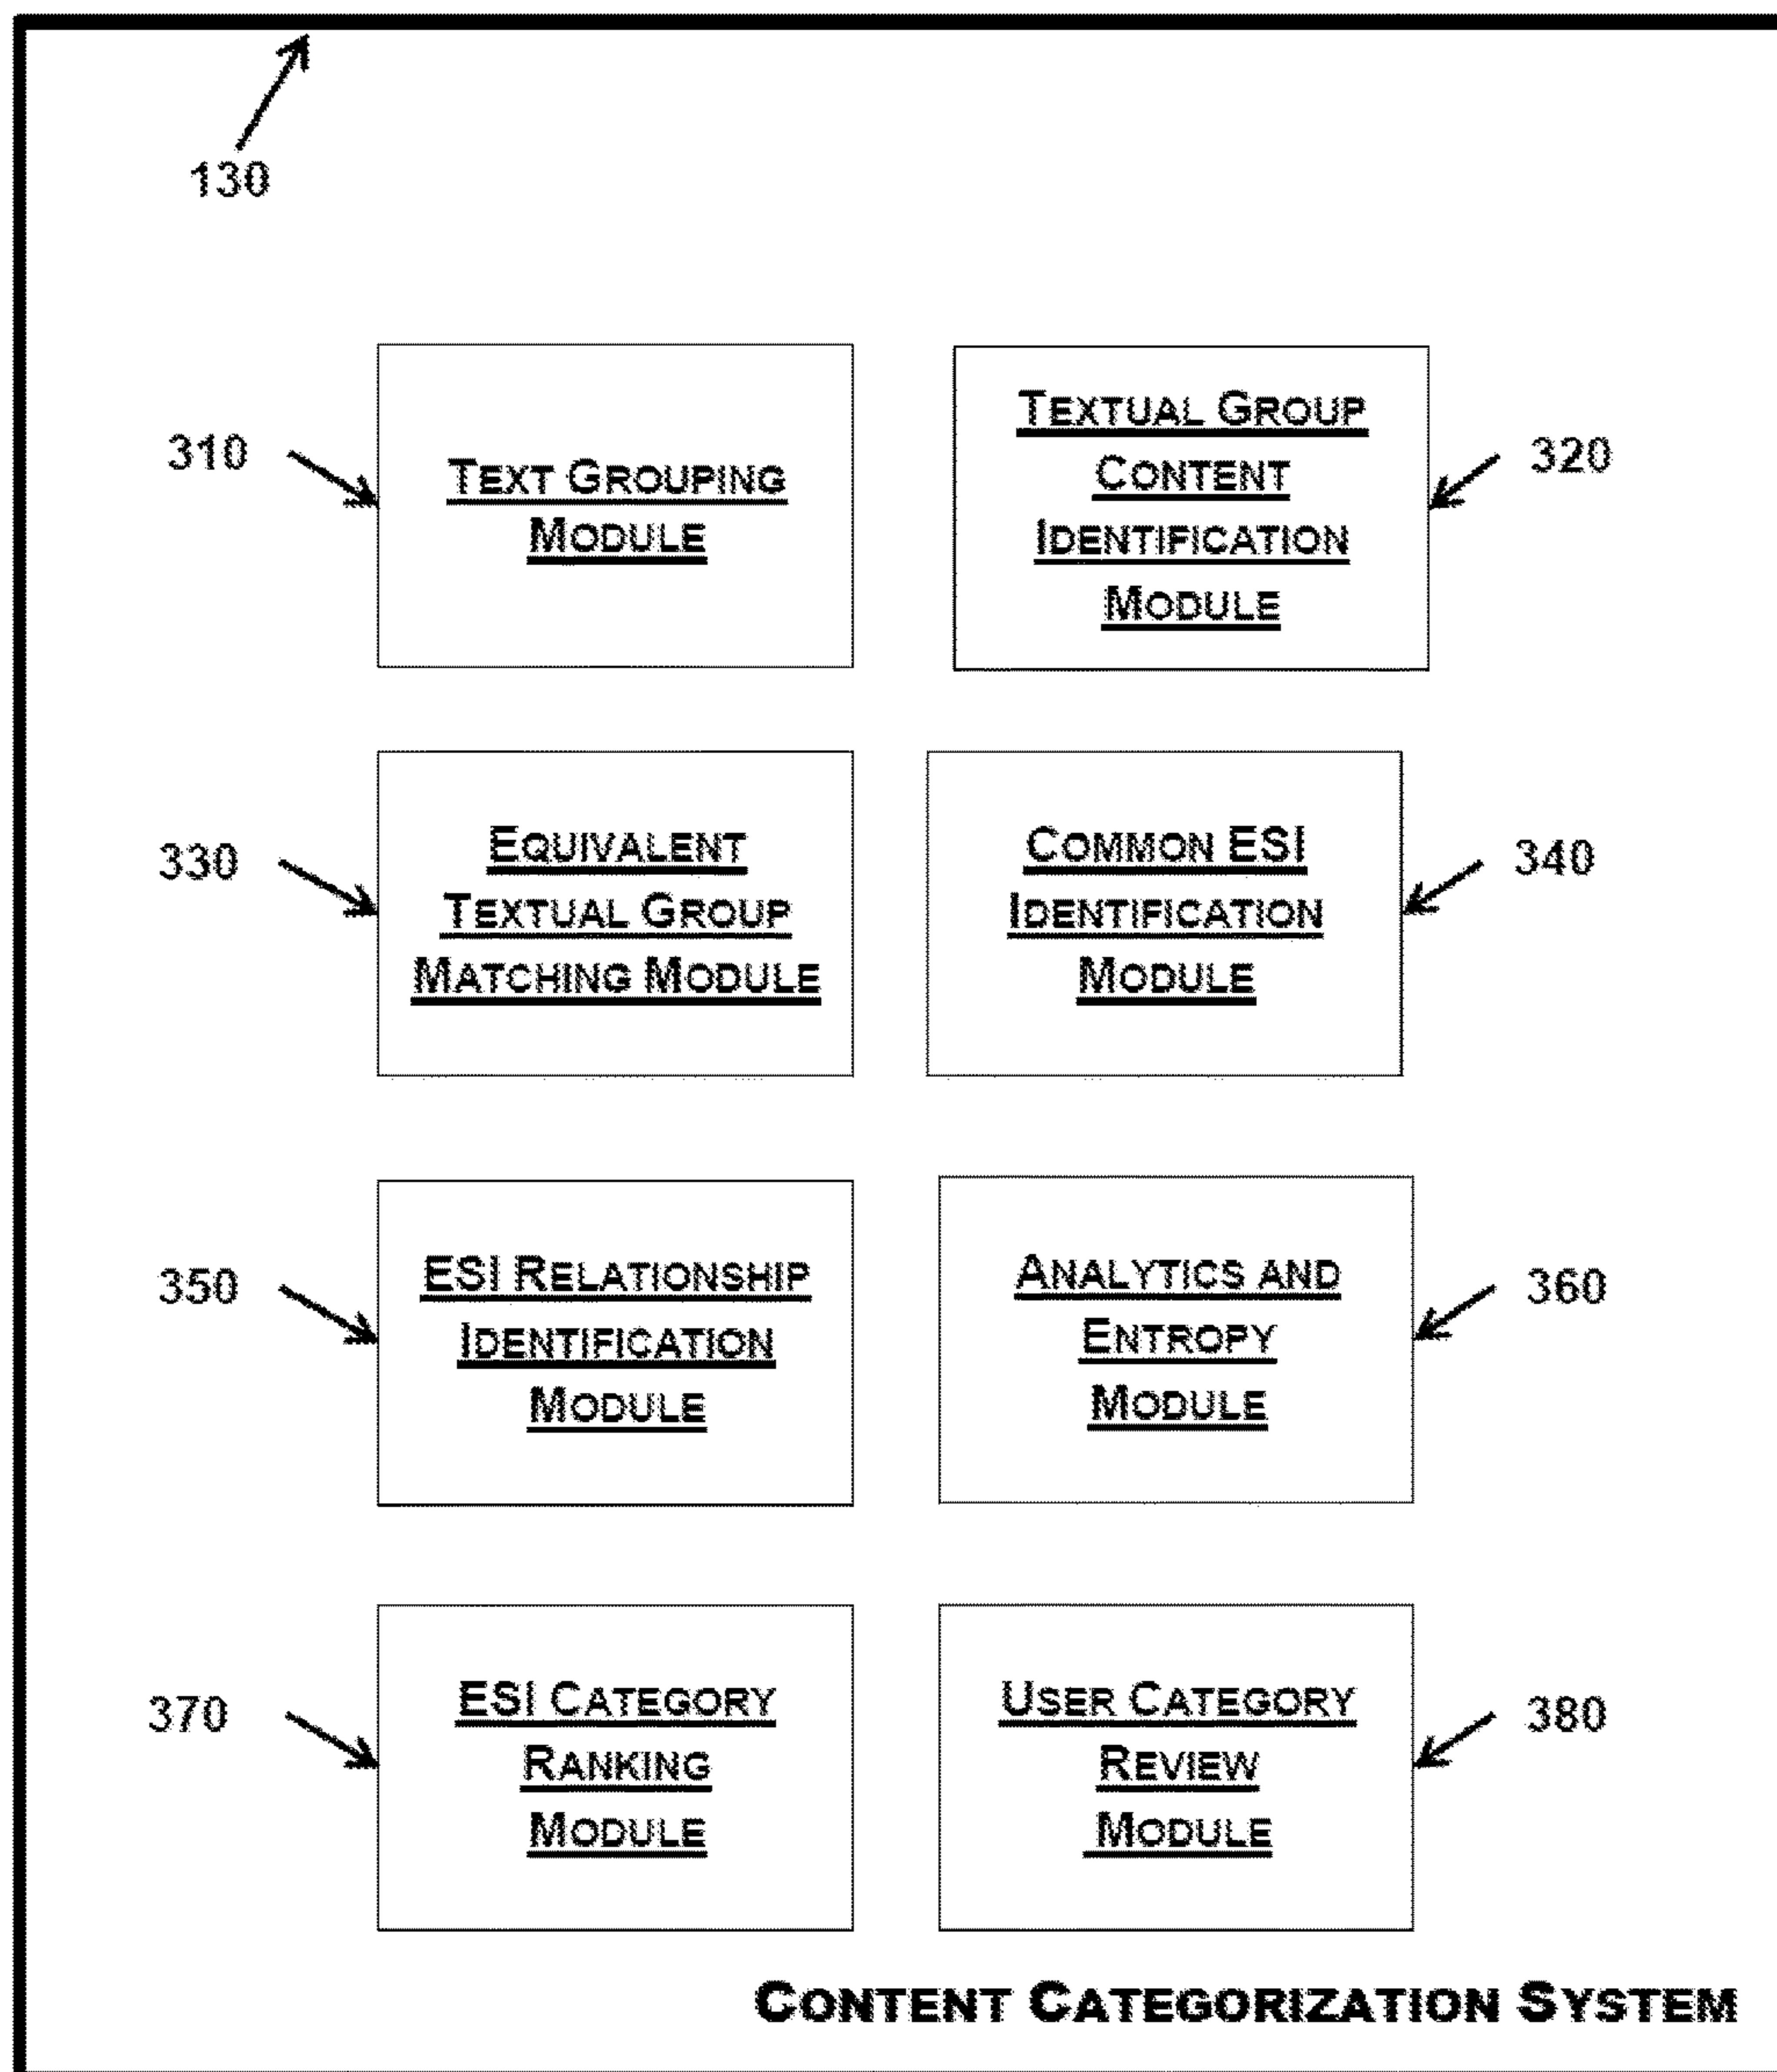 130
310
TEXT GROUPING
MODULE
TEXTUAL GROUP
CONTENT
IDENTIFICATION
MODULE
320
330
EQUIVALENT
TEXTUAL GROUP
MATCHING MODULE
COMMON ESI
IDENTIFICATION
MODULE
340
350
ESI RELATIONSHIP
IDENTIFICATION
MODULE
ANALYTICS AND
ENTROPY
MODULE
360
370
ESI CATEGORY
RANKING
MODULE
USER CATEGORY
REVIEW
MODULE
380
CONTENT CATEGORIZATION SYSTEM